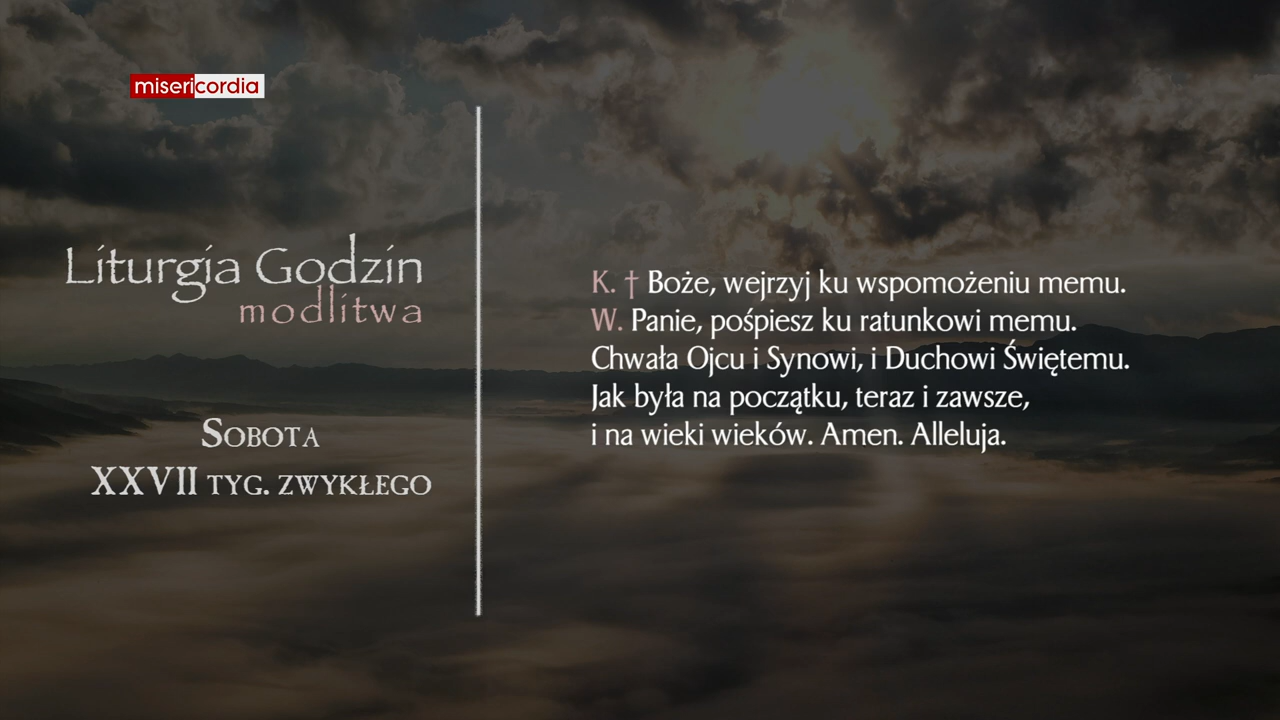 misericordia
Liturgia Godzin
modlitwa
Sobota
XXVII tyg. zwykłego
K. † Boże, wejrzyj ku wspomożeniu memu.
W. Panie, pośpiesz ku ratunkowi memu.
Chwała Ojcu i Synowi, i Duchowi Świętemu.
Jak była na początku, teraz i zawsze,
i na wieki wieków. Amen. Alleluja.